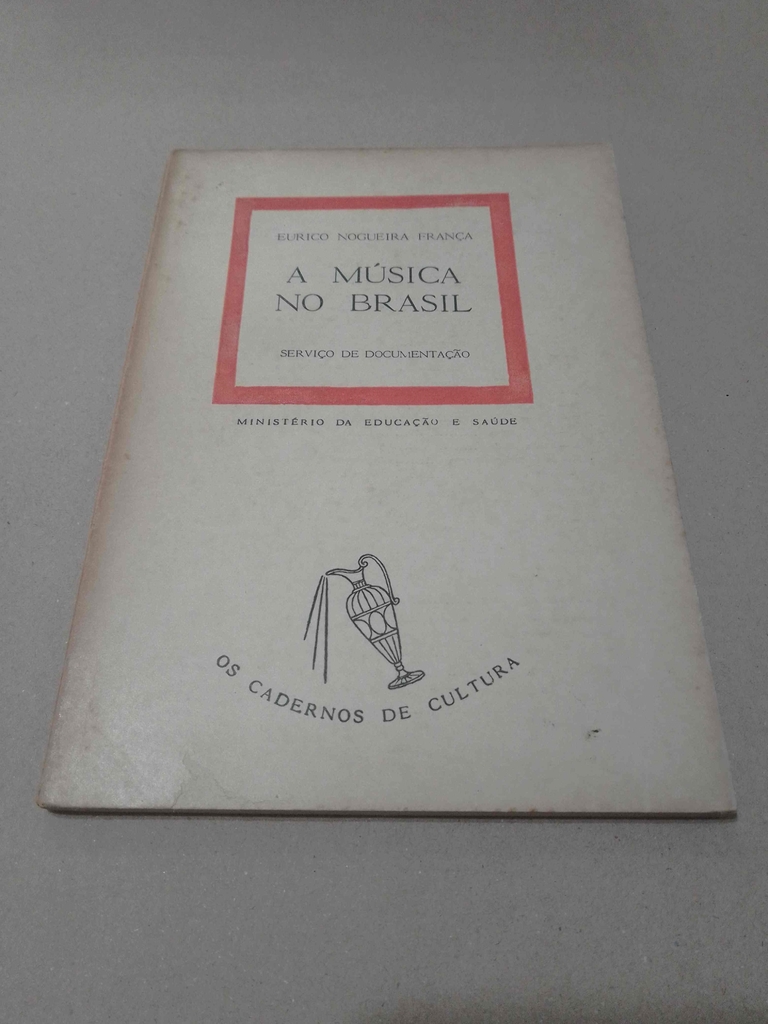 EURICO NOGUEIRA FRANÇA
A MÚSICA
NO BRASIL
SERVIÇO DE DOCUMENTAÇÃO
MINISTÉRIO DA EDUCAÇÃO E SAÚDE
OS CADERNOS DE CULTURA